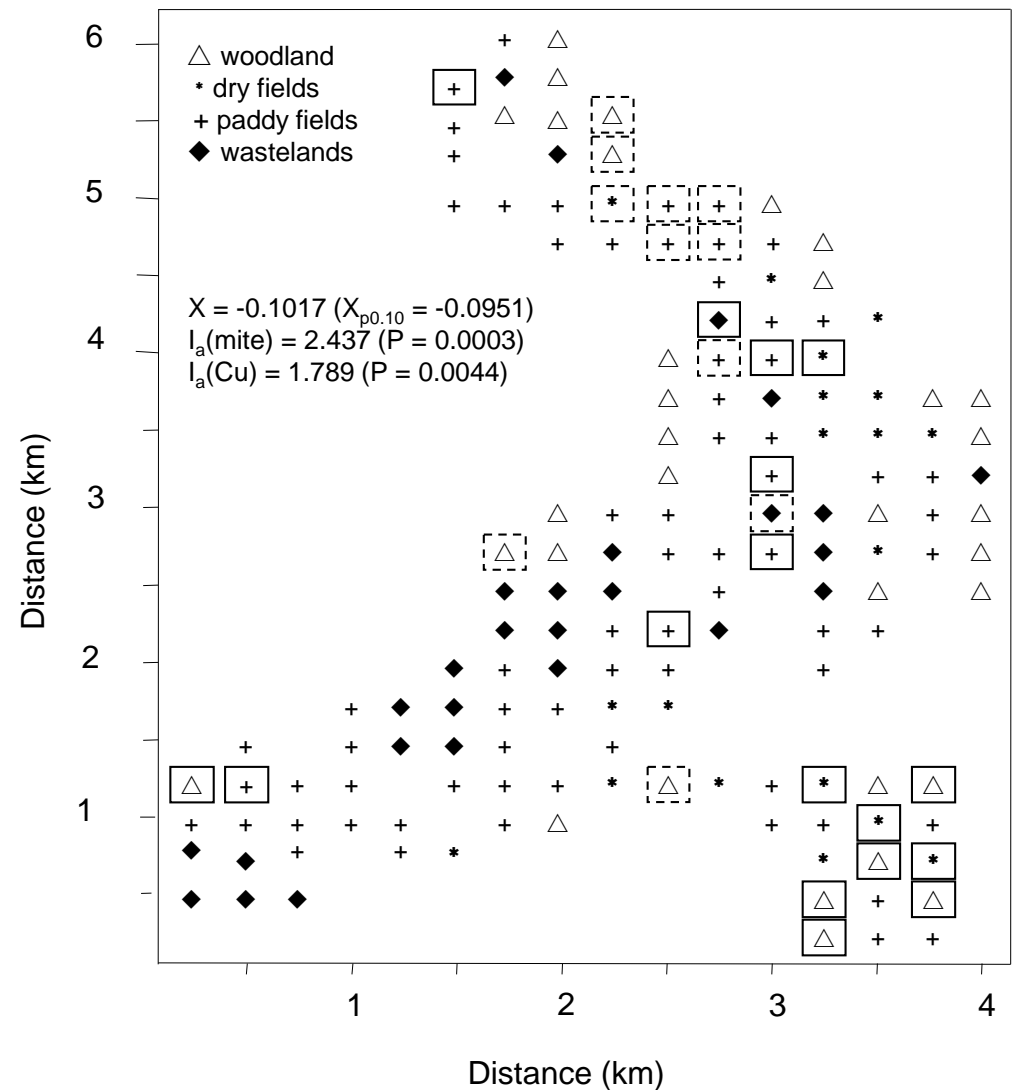 △ woodland
* dry fields
+ paddy fields
◆ wastelands
X = -0.1017 (Xp0.10 = -0.0951)
Ia(mite) = 2.437 (P = 0.0003)
Ia(Cu) = 1.789 (P = 0.0044)
6
5
4
3
2
1
Distance (km)
1 2 3 4
Distance (km)